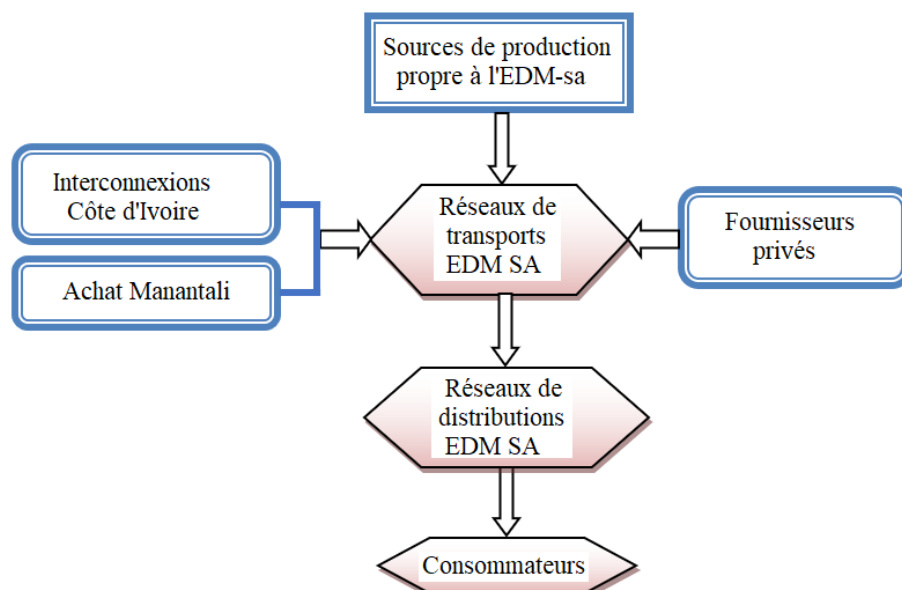 Sources de production
propre à l'EDM-sa
Interconnexions
Côte d'Ivoire
Achat Manantali
Réseaux de
transports
EDM SA
Fournisseurs
privés
Réseaux de
distributions
EDM SA
Consommateurs